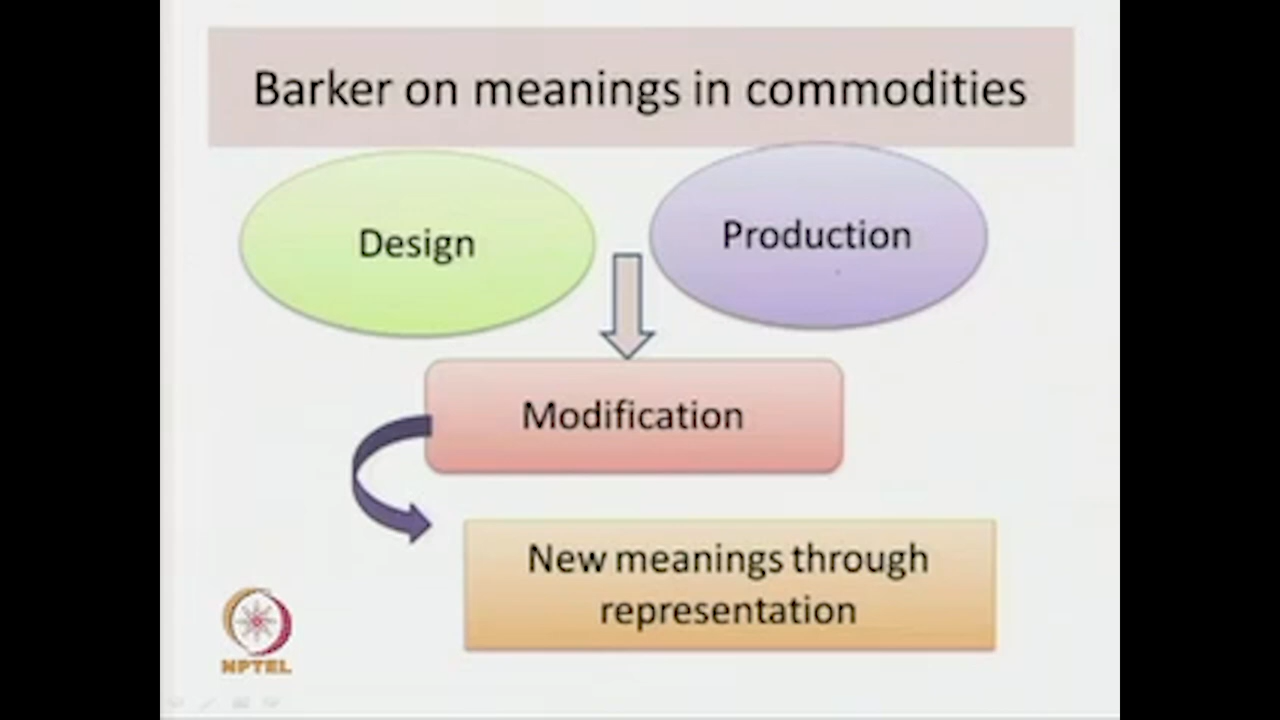 Barker on meanings in commodities
Design
Production
Modification
New meanings through
representation
NPTEL